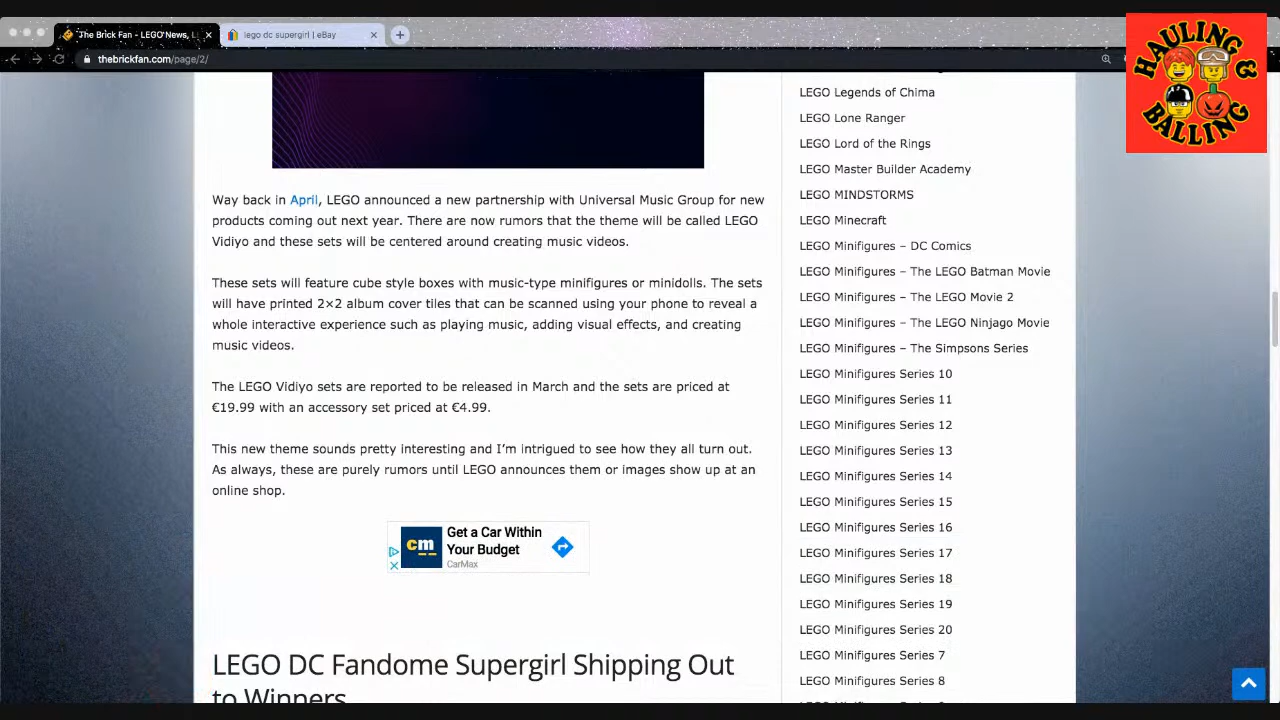 The Brick Fan - LEGO News, L
lego dc supergirl | eBay
thebrickfan.com/page/2/
HAULING &
BALLING
Way back in April, LEGO announced a new partnership with Universal Music Group for new
products coming out next year. There are now rumors that the theme will be called LEGO
Vidiyo and these sets will be centered around creating music videos.
These sets will feature cube style boxes with music-type minifigures or minidolls. The sets
will have printed 2×2 album cover tiles that can be scanned using your phone to reveal a
whole interactive experience such as playing music, adding visual effects, and creating
music videos.
The LEGO Vidiyo sets are reported to be released in March and the sets are priced at
€19.99 with an accessory set priced at €4.99.
This new theme sounds pretty interesting and I'm intrigued to see how they all turn out.
As always, these are purely rumors until LEGO announces them or images show up at an
online shop.
cm
Get a Car Within
Your Budget
CarMax
LEGO DC Fandome Supergirl Shipping Out
to Winners
LEGO Legends of Chima
LEGO Lone Ranger
LEGO Lord of the Rings
LEGO Master Builder Academy
LEGO MINDSTORMS
LEGO Minecraft
LEGO Minifigures – DC Comics
LEGO Minifigures – The LEGO Batman Movie
LEGO Minifigures – The LEGO Movie 2
LEGO Minifigures – The LEGO Ninjago Movie
LEGO Minifigures – The Simpsons Series
LEGO Minifigures Series 10
LEGO Minifigures Series 11
LEGO Minifigures Series 12
LEGO Minifigures Series 13
LEGO Minifigures Series 14
LEGO Minifigures Series 15
LEGO Minifigures Series 16
LEGO Minifigures Series 17
LEGO Minifigures Series 18
LEGO Minifigures Series 19
LEGO Minifigures Series 20
LEGO Minifigures Series 7
LEGO Minifigures Series 8